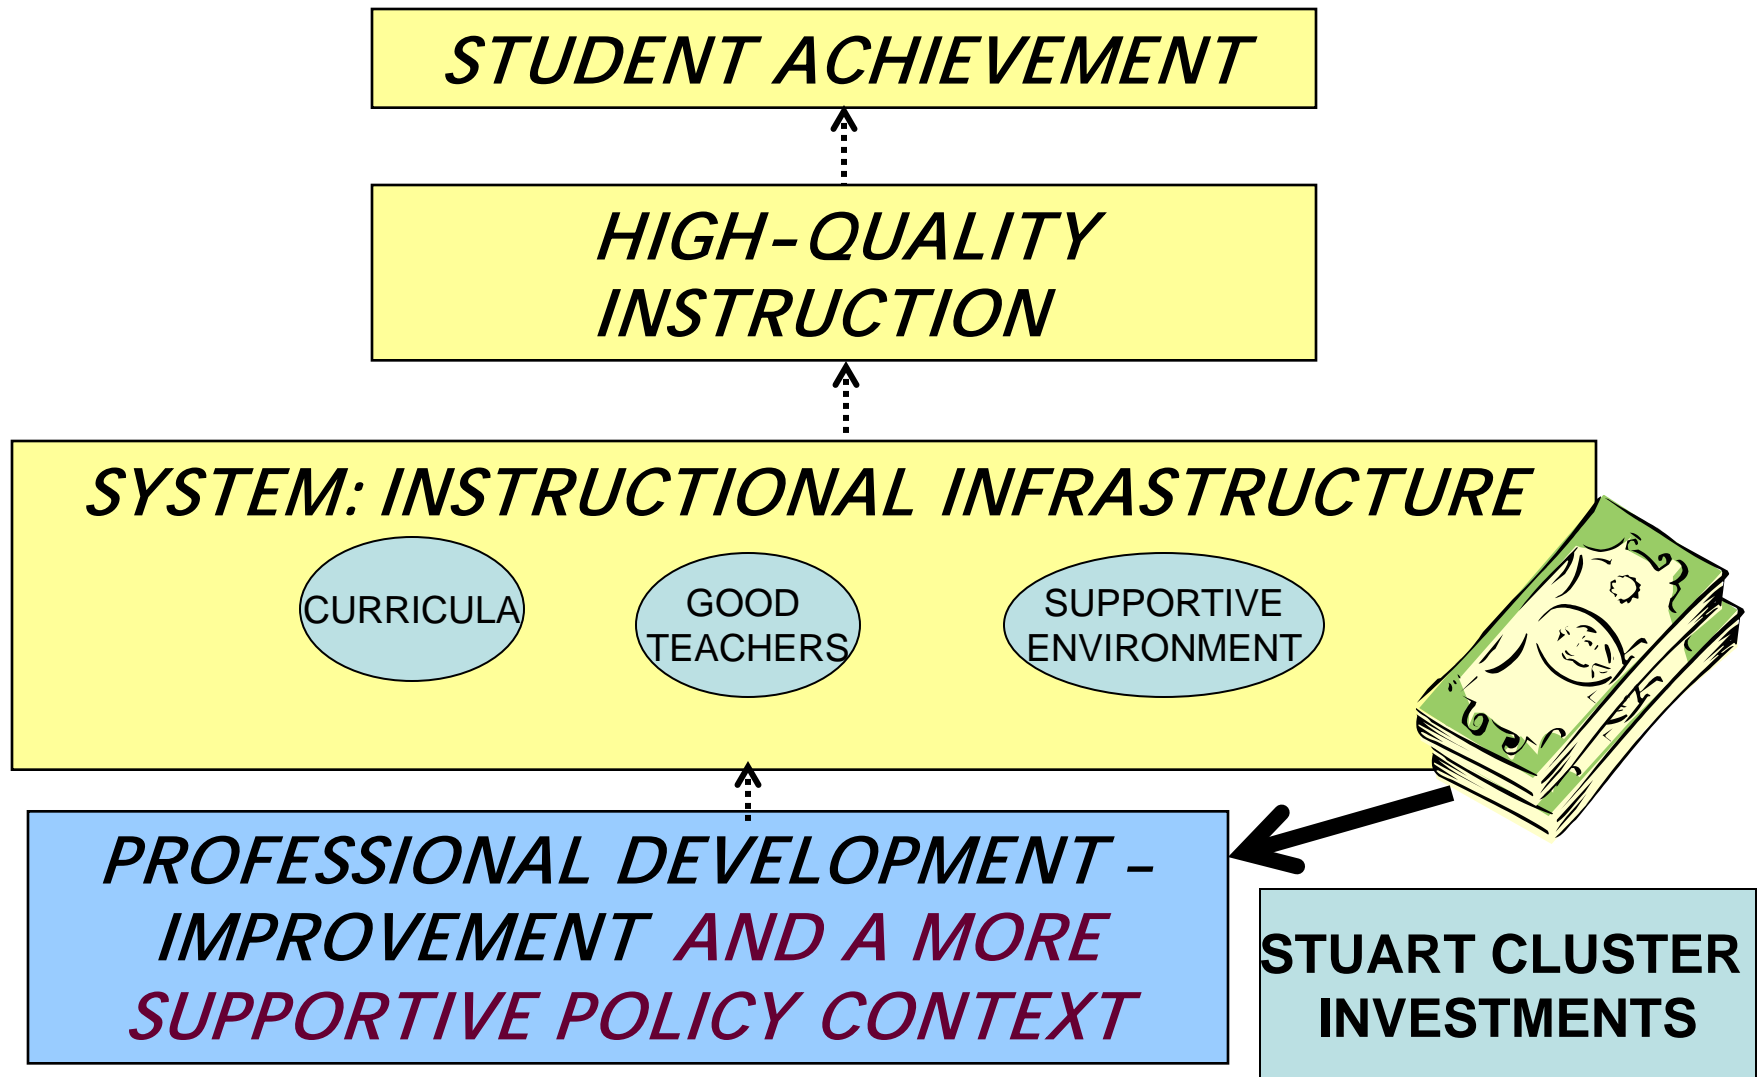 STUDENT ACHIEVEMENT
HIGH-QUALITY
INSTRUCTION
SYSTEM: INSTRUCTIONAL INFRASTRUCTURE
CURRICULA
GOOD
TEACHERS
SUPPORTIVE
ENVIRONMENT
PROFESSIONAL DEVELOPMENT –
IMPROVEMENT AND A MORE
SUPPORTIVE POLICY CONTEXT
STUART CLUSTER
INVESTMENTS